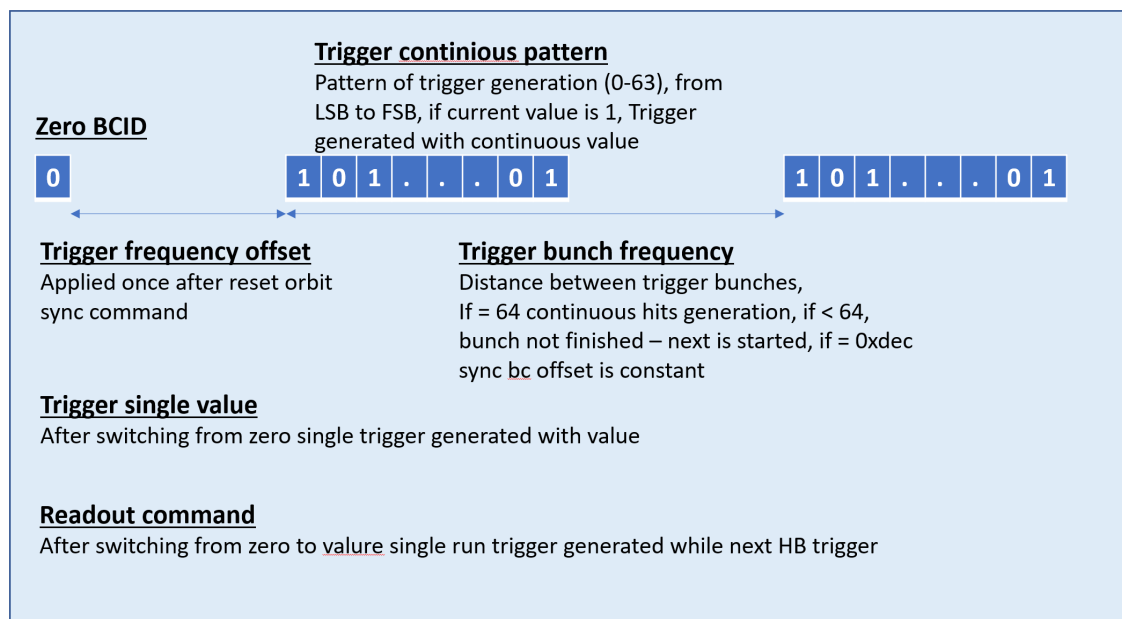 Trigger continious pattern
Pattern of trigger generation (0-63), from
LSB to FSB, if current value is 1, Trigger
generated with continuous value
Zero BCID
0
1 0 1 . . . 0 1
1 0 1 . . . 0 1
Trigger frequency offset
Applied once after reset orbit
sync command
Trigger bunch frequency
Distance between trigger bunches,
If = 64 continuous hits generation, if < 64,
bunch not finished – next is started, if = 0xdec
sync bc offset is constant
Trigger single value
After switching from zero single trigger generated with value
Readout command
After switching from zero to valure single run trigger generated while next HB trigger